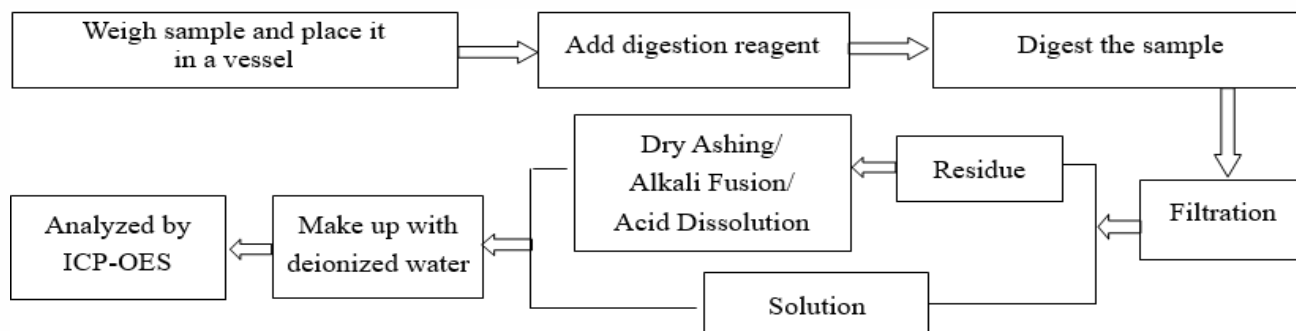 Weigh sample and place it
in a vessel
Add digestion reagent
Digest the sample
Filtration
Residue
Dry Ashing/
Alkali Fusion/
Acid Dissolution
Solution
Make up with
deionized water
Analyzed by
ICP-OES